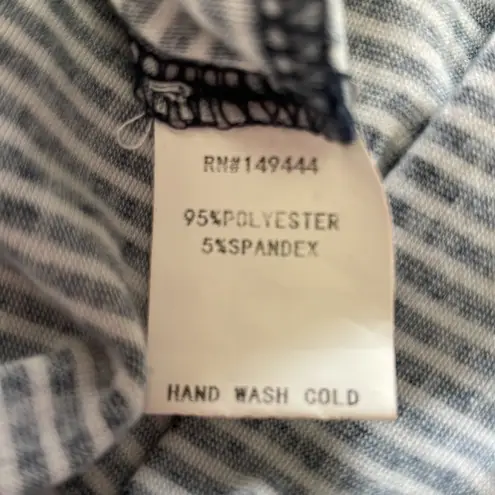 RN#149444
95%POLYESTER
5%SPANDEX
HAND WASH COLD